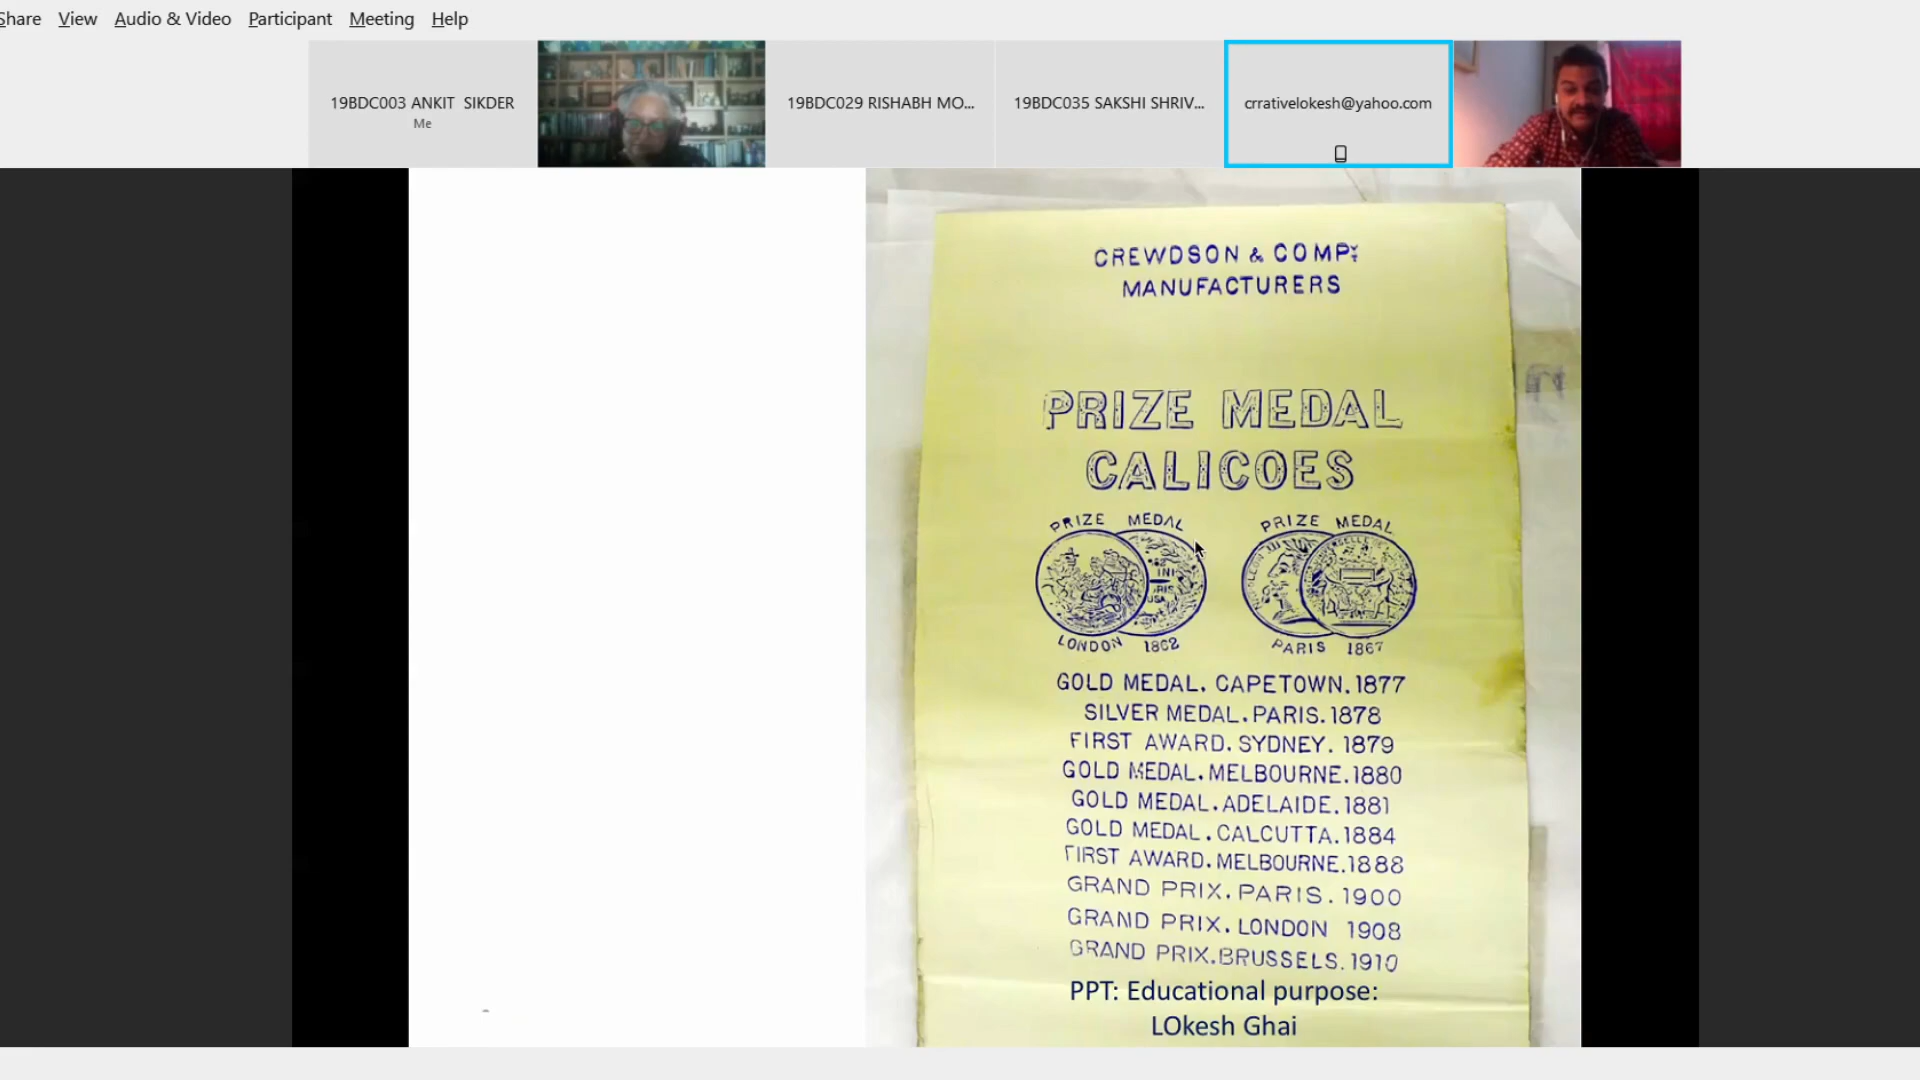 Share View Audio & Video Participant Meeting Help
19BDC003 ANKIT SIKDER
Me
19BDC029 RISHABH MO...
19BDC035 SAKSHI SHRIV...
crrativelokesh@yahoo.com
CREWDSON & COMPY
MANUFACTURERS
PRIZE MEDAL
CALICOES
PRIZE MEDAL
LONDON 1862
PRIZE MEDAL
PARIS 1867
GOLD MEDAL. CAPETOWN. 1877
SILVER MEDAL. PARIS. 1878
FIRST AWARD. SYDNEY. 1879
GOLD MEDAL. MELBOURNE. 1880
GOLD MEDAL. ADELAIDE. 1881
GOLD MEDAL. CALCUTTA. 1884
FIRST AWARD. MELBOURNE. 1888
GRAND PRIX. PARIS. 1900
GRAND PRIX. LONDON 1908
GRAND PRIX. BRUSSELS. 1910
PPT: Educational purpose:
LOkesh Ghai